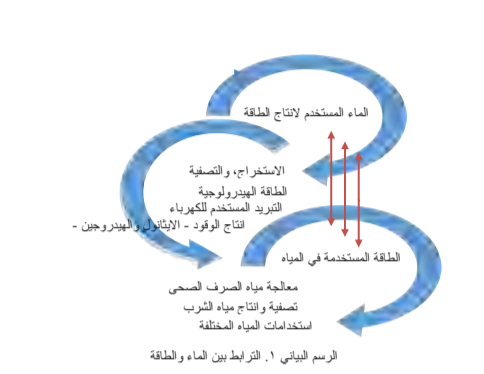 الماء المستخدم لانتاج الطاقة
الاستخراج، والتصفية
الطاقة الهيدرولوجية
التبريد المستخدم للكهرباء
انتاج الوقود - الايثانول والهيدروجين -
الطاقة المستخدمة في المياه
معالجة مياه الصرف الصحى
تصفية وانتاج مياه الشرب
استخدامات المياه المختلفة
الرسم البياني ١. الترابط بين الماء والطاقة